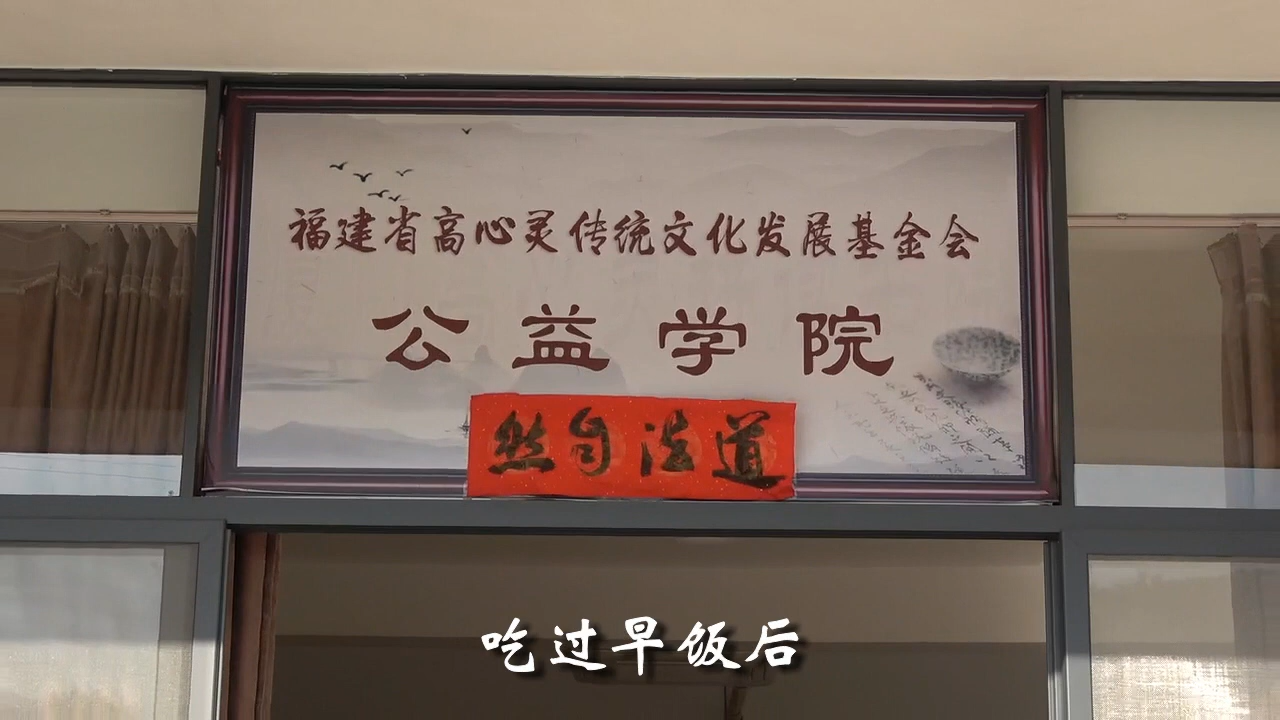 福建省高心灵传统文化发展基金会
公益学院
然自法道
吃过早饭后